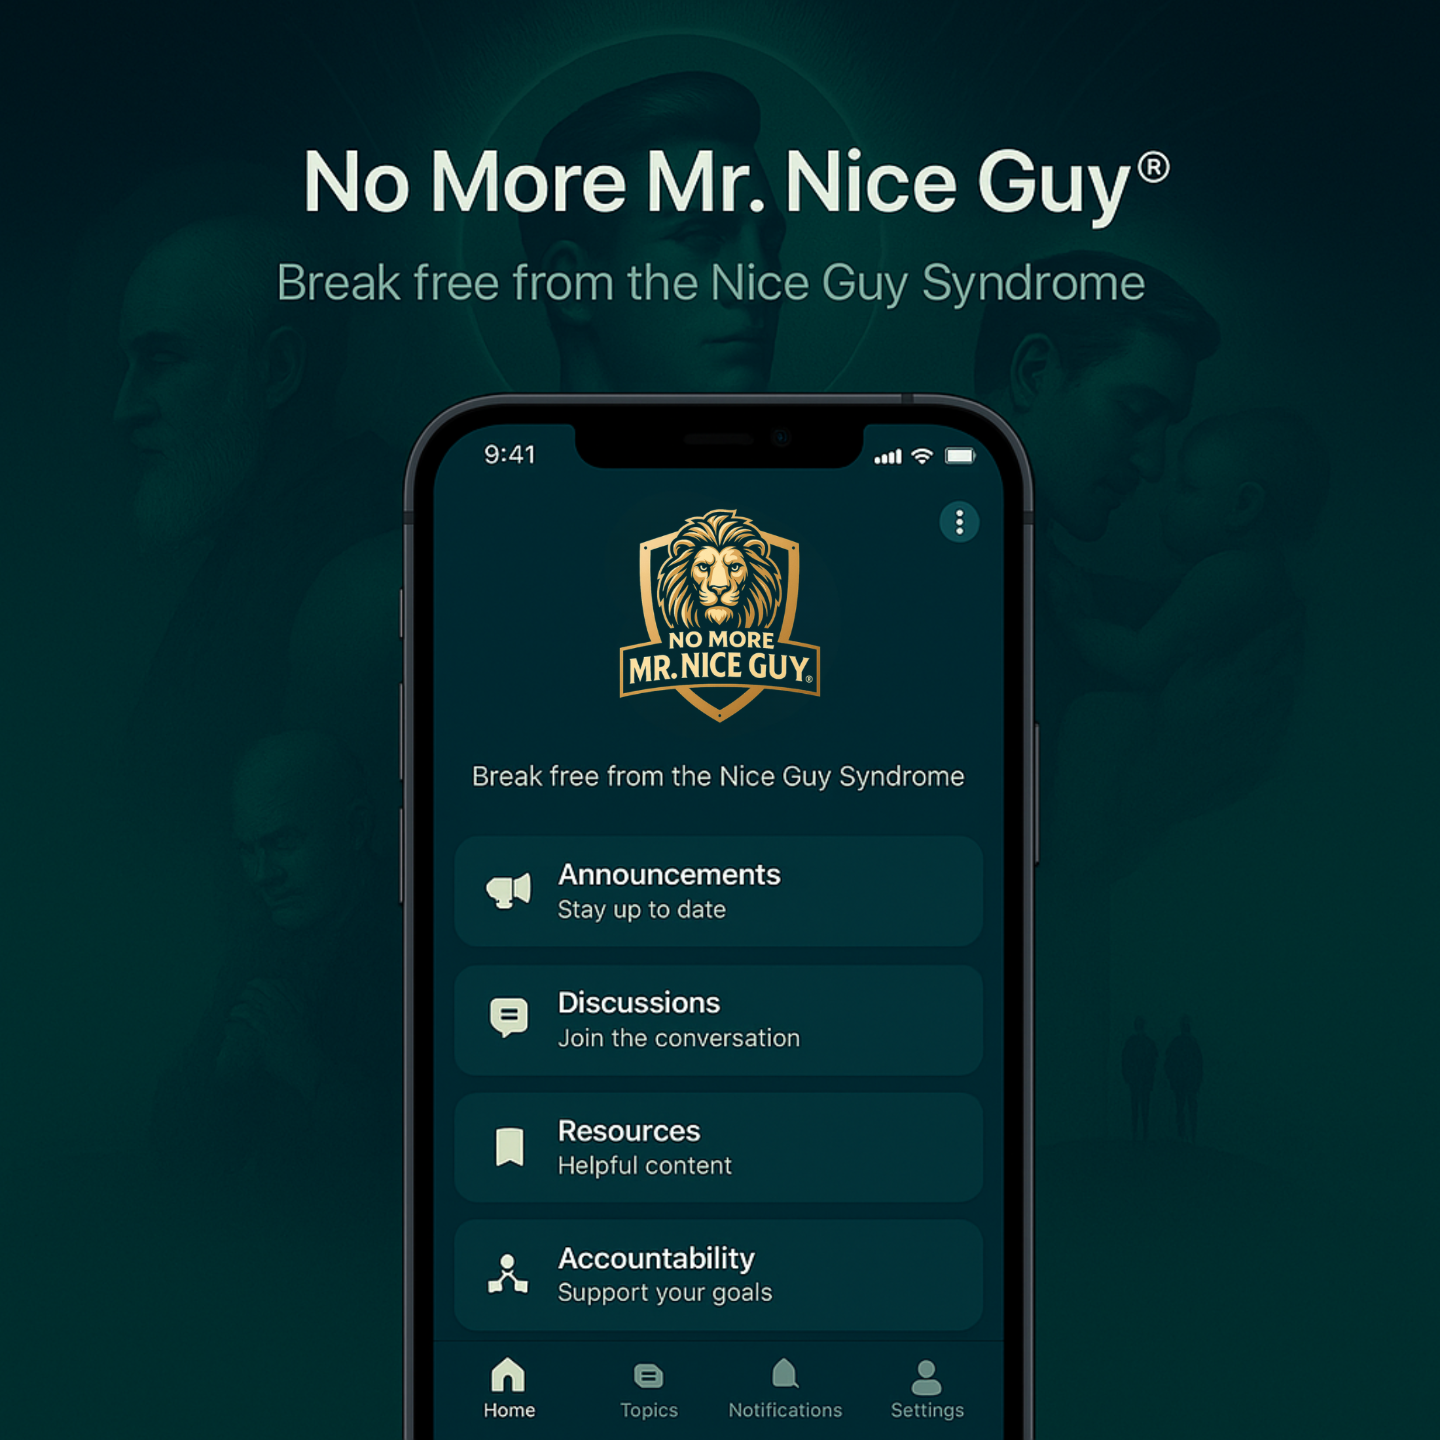 No More Mr. Nice Guy®
Break free from the Nice Guy Syndrome
9:41
NO MORE
MR. NICE GUY®
Break free from the Nice Guy Syndrome
Announcements
Stay up to date
Discussions
Join the conversation
Resources
Helpful content
Accountability
Support your goals
Home Topics Notifications Settings